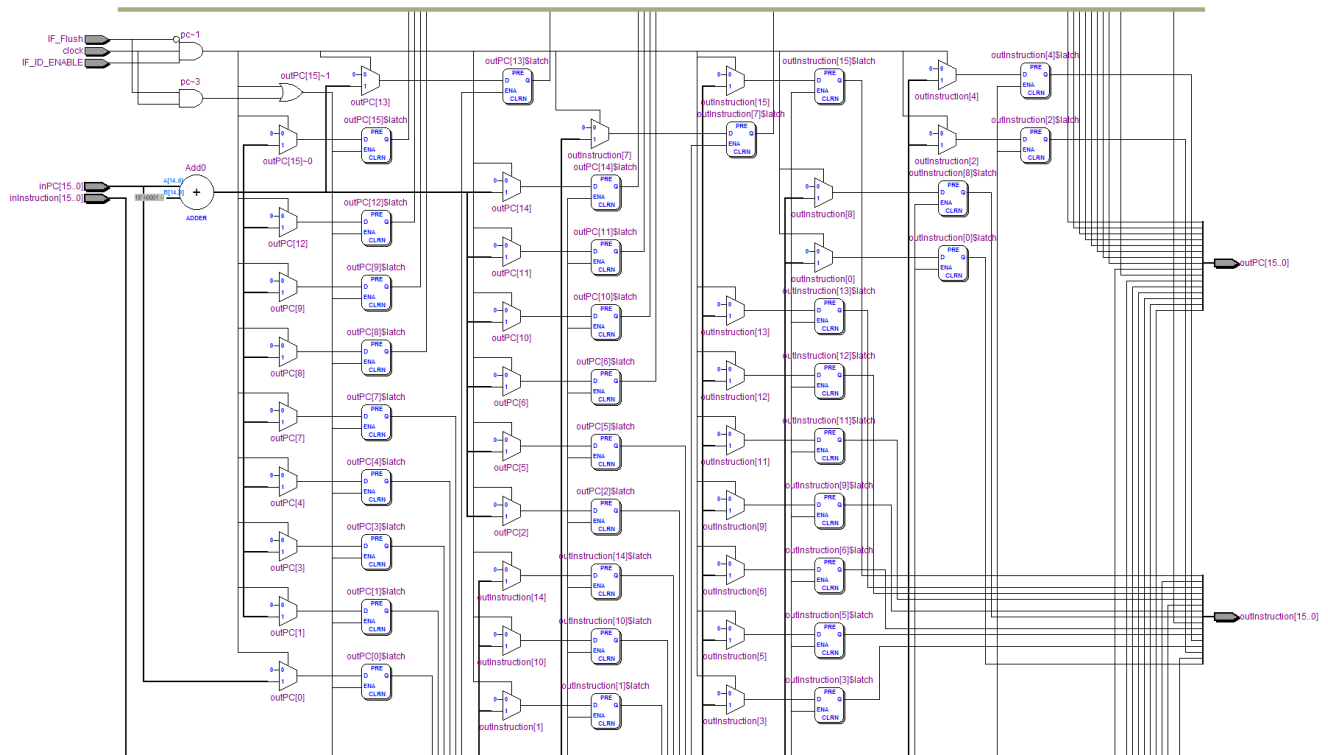 IF_Flush
clock
IF_ID_ENABLE
pc~1
pc~3
outPC[15]~1
outPC[13]
outPC[13]$latch
PRE
D Q
ENA
CLRN
outPC[15]~0
outPC[15]$latch
inPC[15..0]
inInstruction[15..0]
Add0
A[14..0]
B[14..0]
+
ADDER
outPC[12]
outPC[12]$latch
outPC[9]
outPC[9]$latch
outPC[8]
outPC[8]$latch
outPC[7]
outPC[7]$latch
outPC[4]
outPC[4]$latch
outPC[3]
outPC[3]$latch
outPC[1]
outPC[1]$latch
outPC[0]
outPC[0]$latch
outInstruction[7]
outInstruction[7]$latch
outPC[14]
outPC[14]$latch
outPC[11]
outPC[11]$latch
outPC[10]
outPC[10]$latch
outPC[6]
outPC[6]$latch
outPC[5]
outPC[5]$latch
outPC[2]
outPC[2]$latch
outInstruction[14]
outInstruction[14]$latch
outInstruction[10]
outInstruction[10]$latch
outInstruction[1]
outInstruction[1]$latch
outInstruction[15]
outInstruction[15]$latch
outInstruction[8]
outInstruction[8]$latch
outInstruction[0]
outInstruction[0]$latch
outInstruction[13]
outInstruction[13]$latch
outInstruction[12]
outInstruction[12]$latch
outInstruction[11]
outInstruction[11]$latch
outInstruction[9]
outInstruction[9]$latch
outInstruction[6]
outInstruction[6]$latch
outInstruction[5]
outInstruction[5]$latch
outInstruction[3]
outInstruction[3]$latch
outInstruction[4]
outInstruction[4]$latch
outInstruction[2]
outInstruction[2]$latch
outPC[15..0]
outInstruction[15..0]